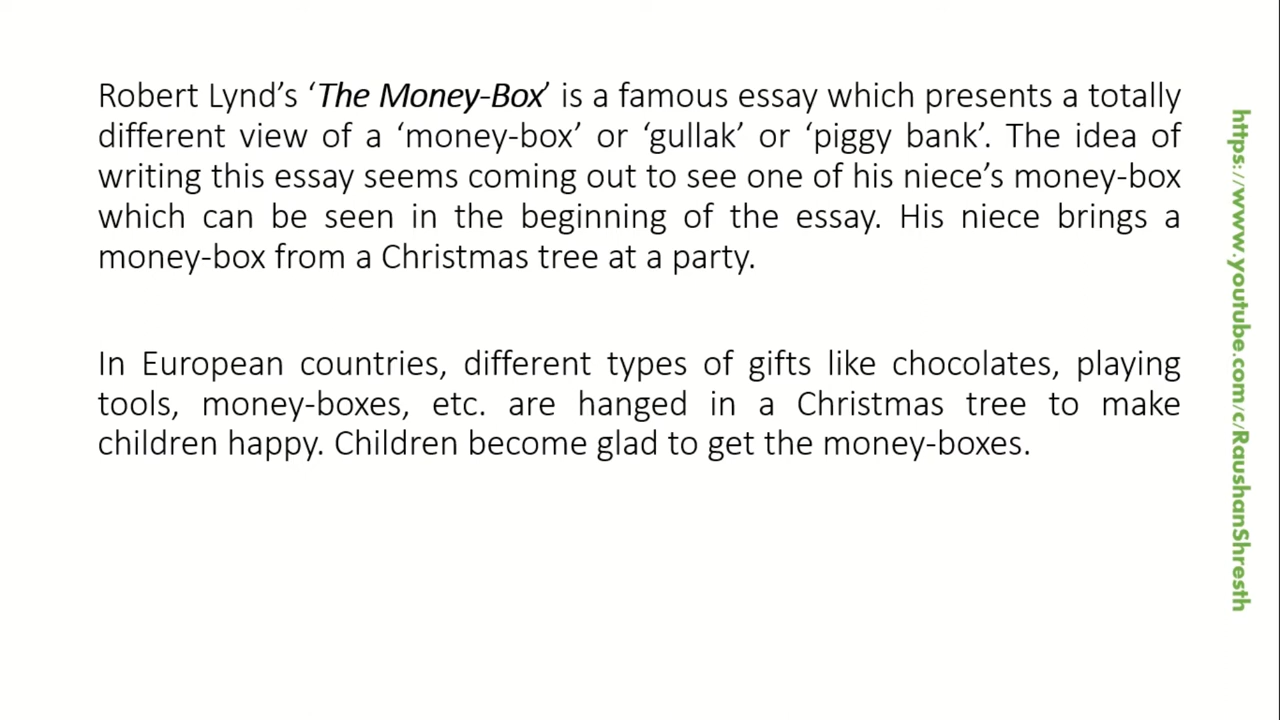 Robert Lynd’s ‘The Money-Box’ is a famous essay which presents a totally
different view of a ‘money-box’ or ‘gullak’ or ‘piggy bank’. The idea of
writing this essay seems coming out to see one of his niece’s money-box
which can be seen in the beginning of the essay. His niece brings a
money-box from a Christmas tree at a party.
In European countries, different types of gifts like chocolates, playing
tools, money-boxes, etc. are hanged in a Christmas tree to make
children happy. Children become glad to get the money-boxes.
https://www.youtube.com/c/RaushanShresth